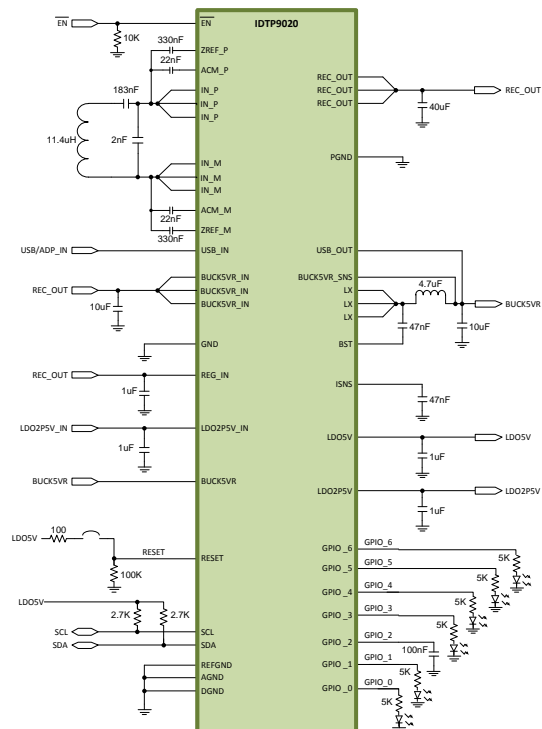 IDTP9020
EN
EN
10K
330nF
ZREF_P
22nF
ACM_P
183nF
IN_P
IN_P
IN_P
11.4uH
2nF
IN_M
IN_M
IN_M
ACM_M
22nF
ZREF_M
330nF
USB/ADP_IN
USB_IN
BUCK5VR_IN
REC_OUT
BUCK5VR_IN
BUCK5VR_IN
10uF
GND
REC_OUT
REG_IN
1uF
LDO2P5V_IN
LDO2P5V_IN
1uF
BUCK5VR
BUCK5VR
100
LDO5V
RESET
RESET
100K
LDO5V
2.7K
2.7K
SCL
SCL
SDA
SDA
REFGND
AGND
DGND
REC_OUT
REC_OUT
REC_OUT
REC_OUT
40uF
PGND
USB_OUT
BUCK5VR_SNS
4.7uF
LX
LX
BUCK5VR
LX
47nF
10uF
BST
ISNS
47nF
LDO5V
LDO5V
1uF
LDO2P5V
LDO2P5V
1uF
GPIO_6
GPIO _6
5K
GPIO_5
GPIO _5
5K
GPIO_4
GPIO _4
5K
GPIO_3
GPIO _3
5K
GPIO_2
GPIO _2
100nF
GPIO_1
GPIO _1
5K
GPIO_0
GPIO _0
5K